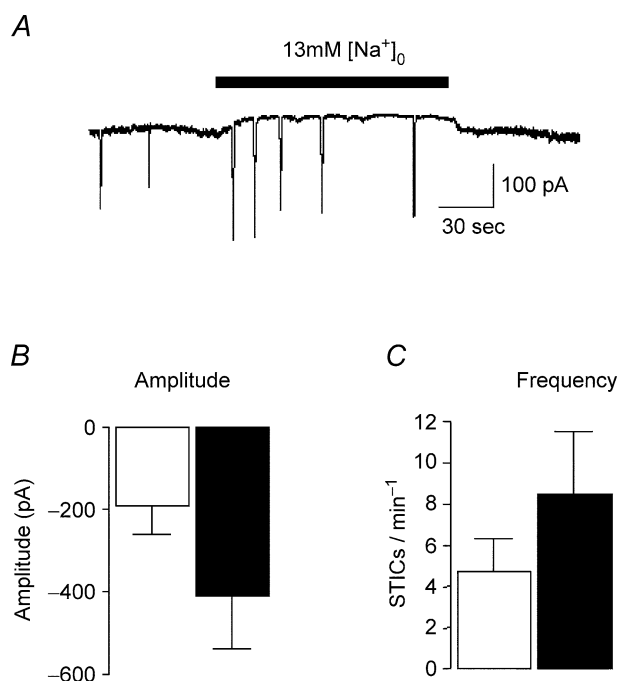 A
13mM [Na⁺]₀
100 pA
30 sec
B
Amplitude
0
−200
−400
−600
Amplitude (pA)
C
Frequency
12
10
8
6
4
2
0
STICs / min⁻¹